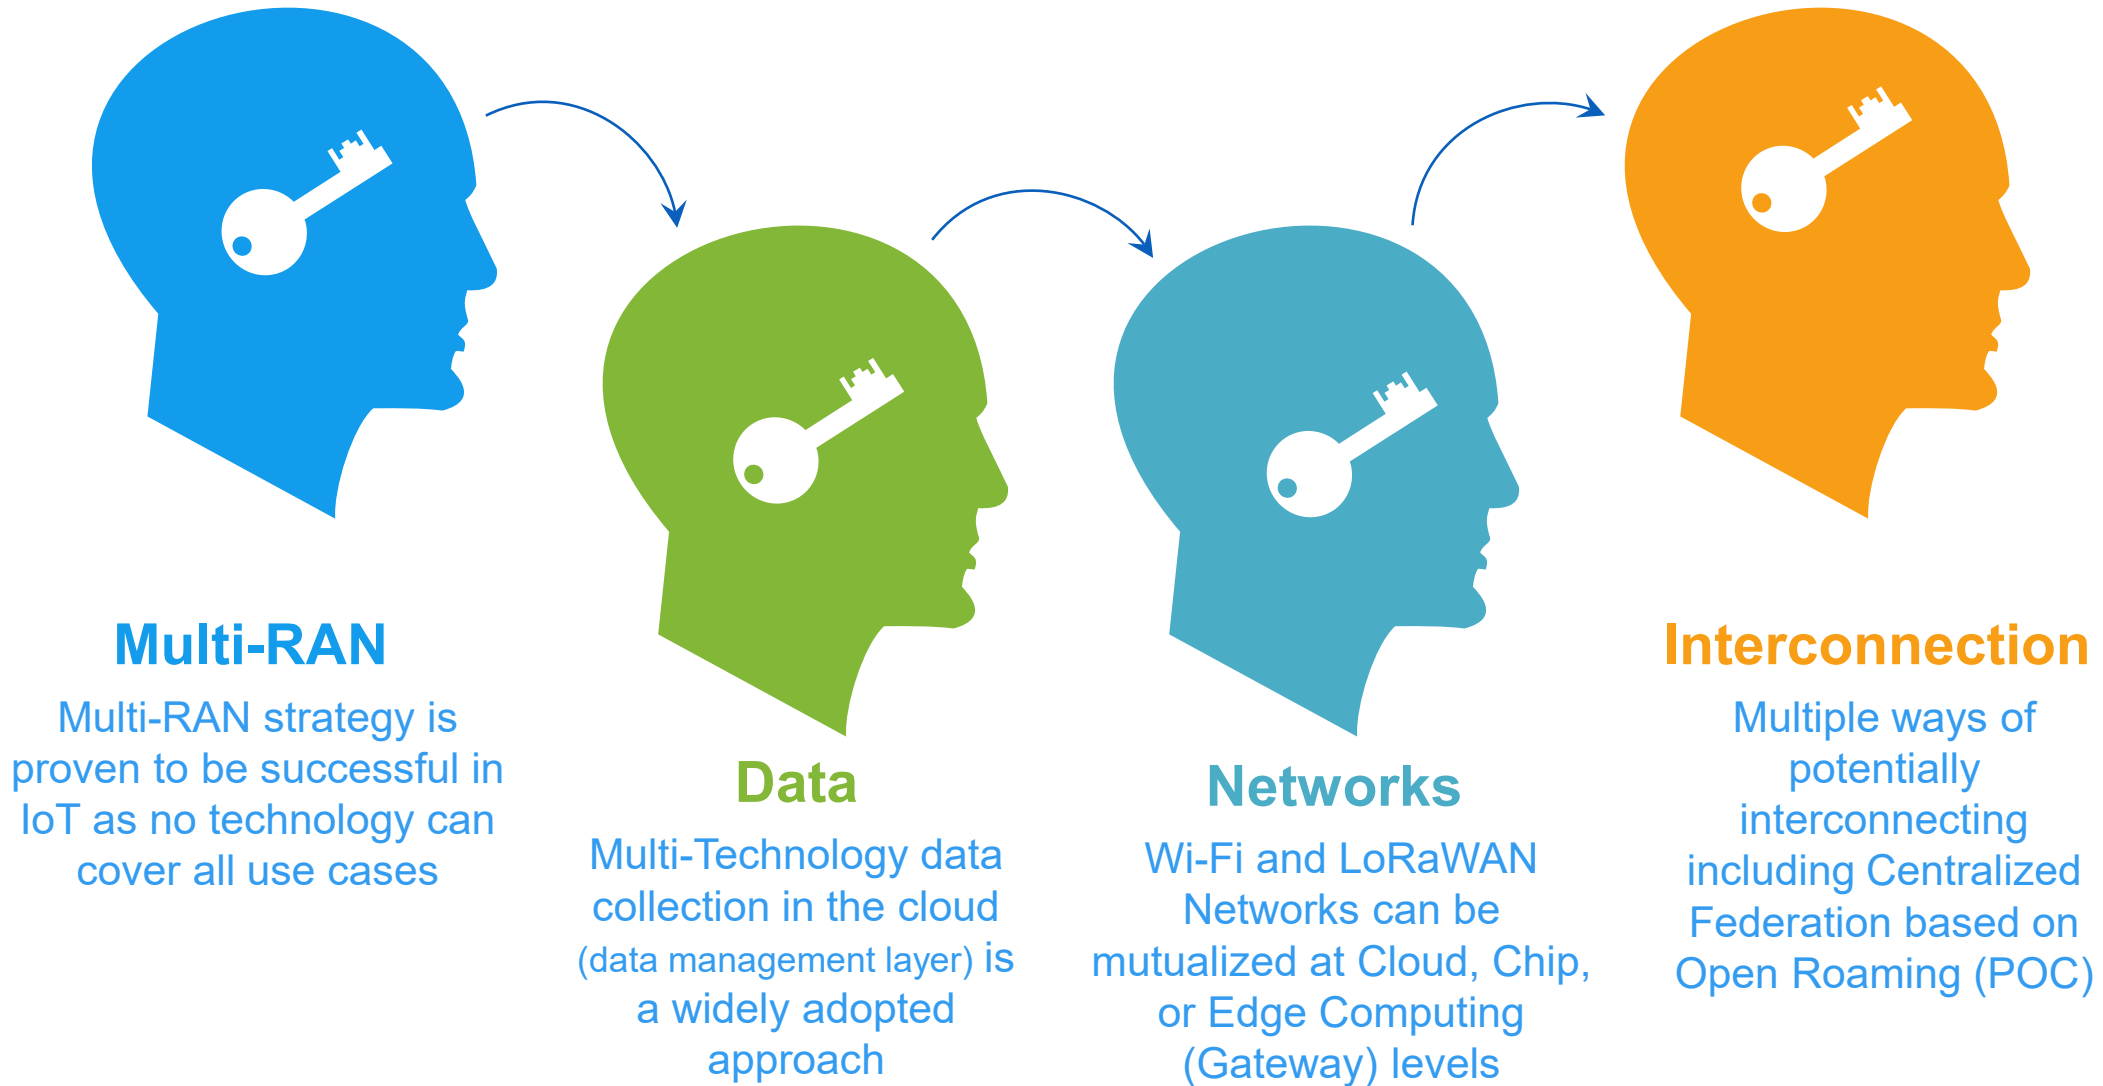 Multi-RAN
Multi-RAN strategy is
proven to be successful in
IoT as no technology can
cover all use cases
Data
Multi-Technology data
collection in the cloud
(data management layer) is
a widely adopted
approach
Networks
Wi-Fi and LoRaWAN
Networks can be
mutualized at Cloud, Chip,
or Edge Computing
(Gateway) levels
Interconnection
Multiple ways of
potentially
interconnecting
including Centralized
Federation based on
Open Roaming (POC)